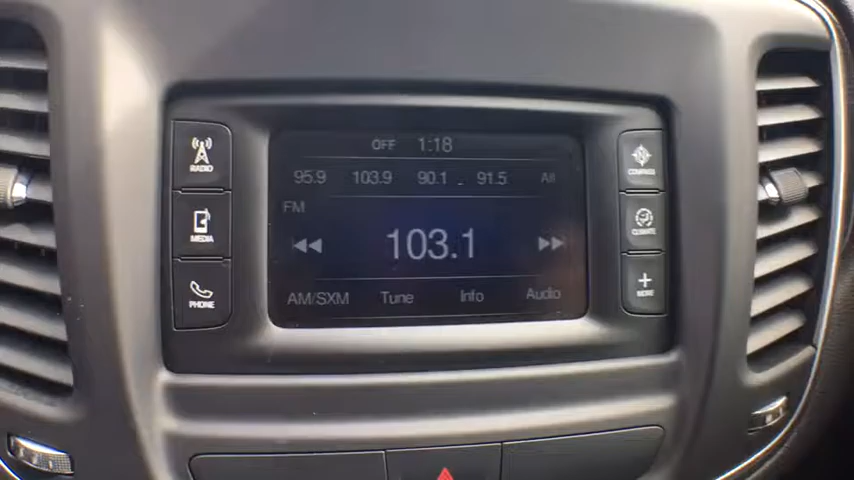 OFF 1:18
95.9 103.9 90.1 91.5 All
FM
103.1
AM/SXM Tune Info Audio
RADIO
MEDIA
PHONE
COMPASS
CLIMATE
MORE